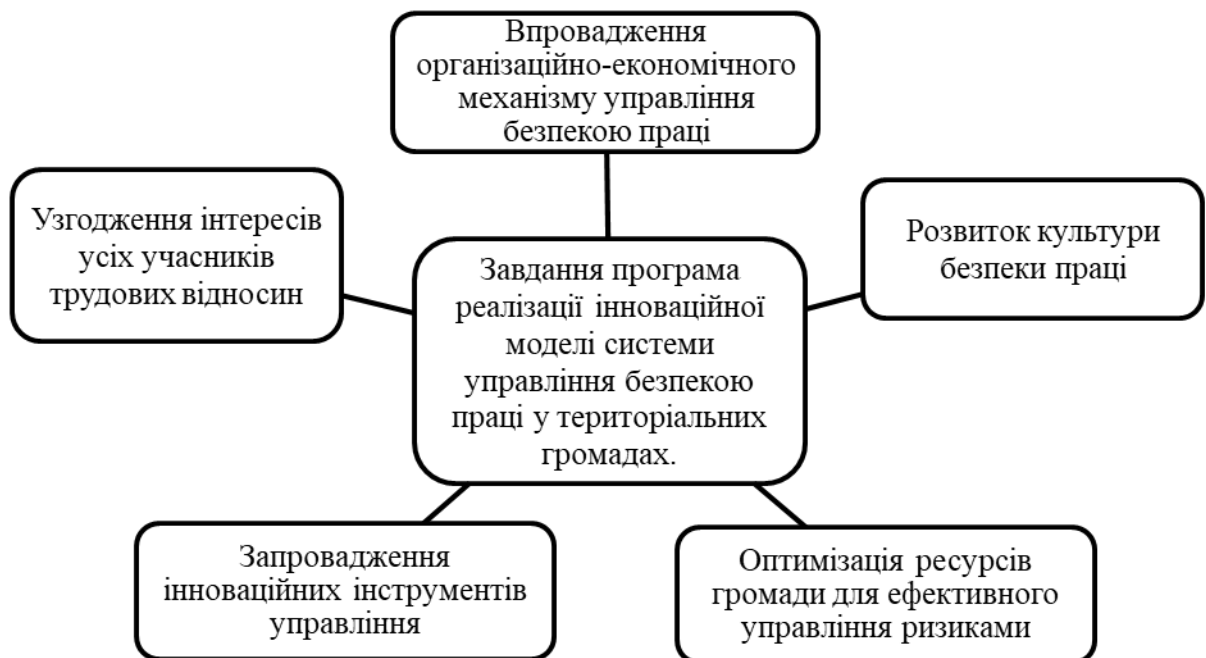 Впровадження
організаційно-економічного
механізму управління
безпекою праці
Узгодження інтересів
усіх учасників
трудових відносин
Розвиток культури
безпеки праці
Завдання програма
реалізації інноваційної
моделі системи
управління безпекою
праці у територіальних
громадах.
Запровадження
інноваційних інструментів
управління
Оптимізація ресурсів
громади для ефективного
управління ризиками